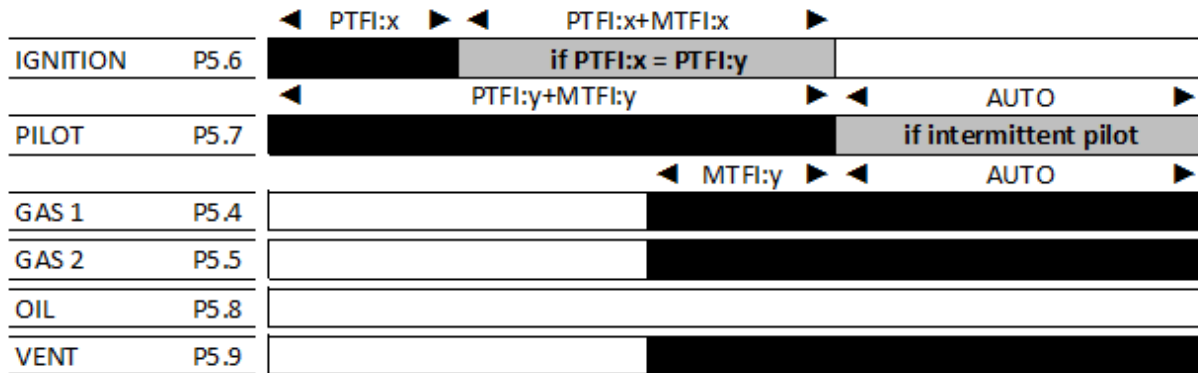 ◄ PTFI:x ► ◄ PTFI:x+MTFI:x ►
IGNITION P5.6 if PTFI:x = PTFI:y
◄ PTFI:y+MTFI:y ► ◄ AUTO ►
PILOT P5.7 if intermittent pilot
◄ MTFI:y ► ◄ AUTO ►
GAS 1 P5.4
GAS 2 P5.5
OIL P5.8
VENT P5.9